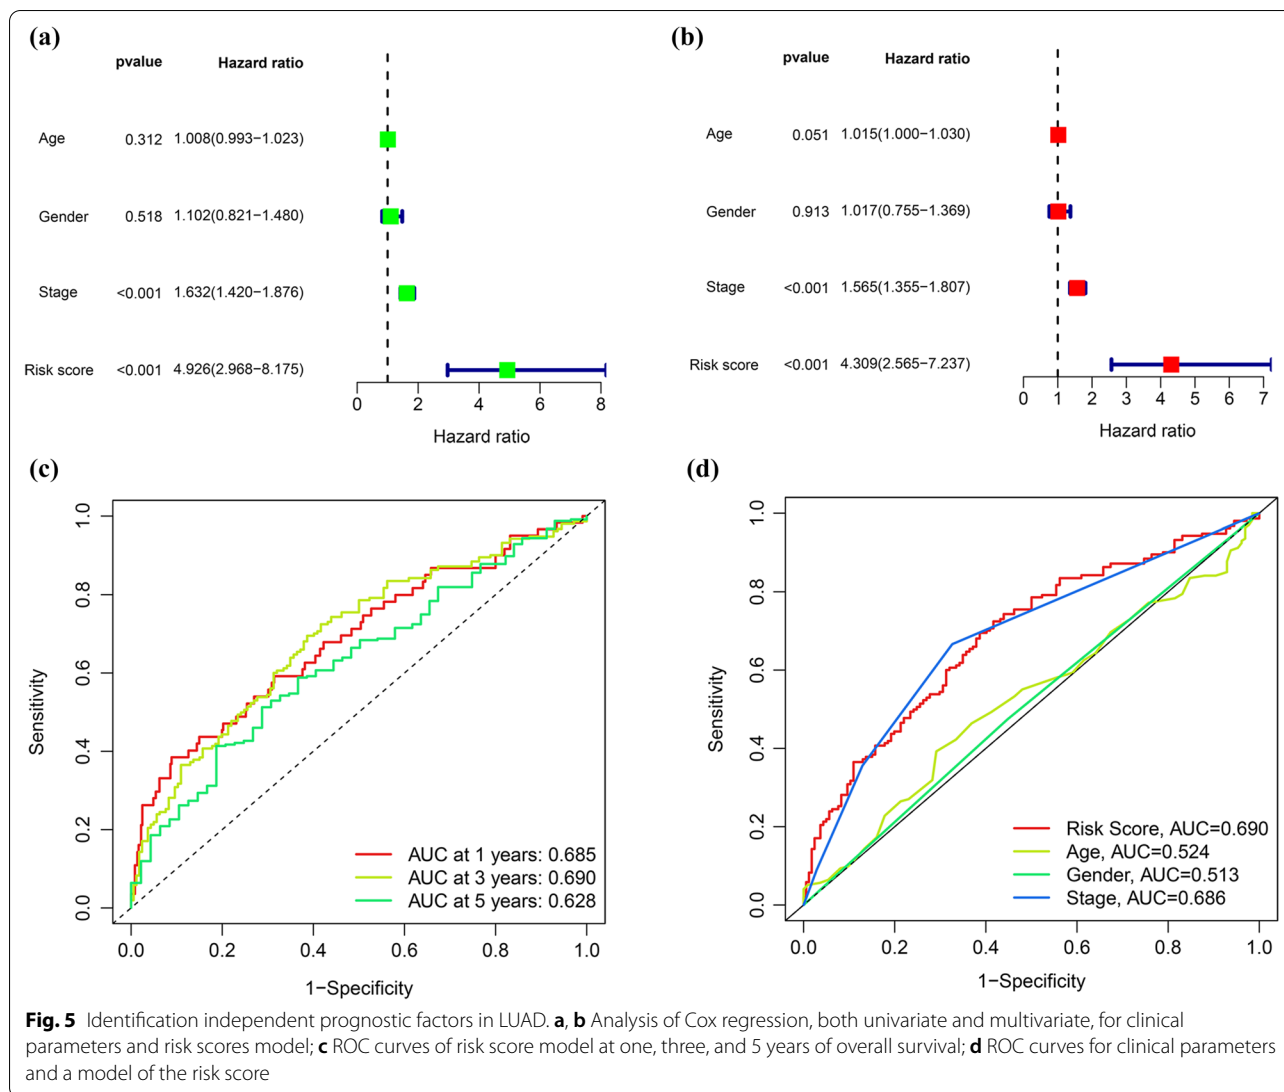 (a)
pvalue Hazard ratio
Age 0.312 1.008(0.993−1.023)
Gender 0.518 1.102(0.821−1.480)
Stage <0.001 1.632(1.420−1.876)
Risk score <0.001 4.926(2.968−8.175)
0 2 4 6 8
Hazard ratio
(b)
pvalue Hazard ratio
Age 0.051 1.015(1.000−1.030)
Gender 0.913 1.017(0.755−1.369)
Stage <0.001 1.565(1.355−1.807)
Risk score <0.001 4.309(2.565−7.237)
0 1 2 3 4 5 6 7
Hazard ratio
(c)
Sensitivity
1.0
0.8
0.6
0.4
0.2
0.0
AUC at 1 years: 0.685
AUC at 3 years: 0.690
AUC at 5 years: 0.628
0.0 0.2 0.4 0.6 0.8 1.0
1−Specificity
(d)
Sensitivity
1.0
0.8
0.6
0.4
0.2
0.0
Risk Score, AUC=0.690
Age, AUC=0.524
Gender, AUC=0.513
Stage, AUC=0.686
0.0 0.2 0.4 0.6 0.8 1.0
1−Specificity
Fig. 5 Identification independent prognostic factors in LUAD. a, b Analysis of Cox regression, both univariate and multivariate, for clinical
parameters and risk scores model; c ROC curves of risk score model at one, three, and 5 years of overall survival; d ROC curves for clinical parameters
and a model of the risk score